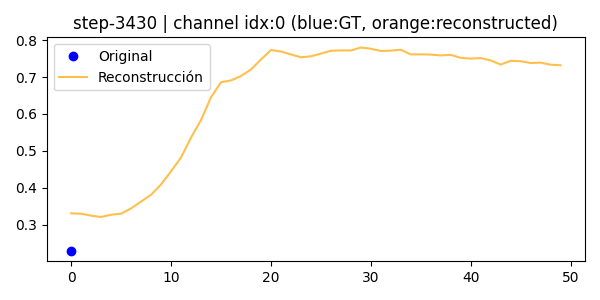 step-3430 | channel idx:0 (blue:GT, orange:reconstructed)
Original
Reconstrucción
0.8
0.7
0.6
0.5
0.4
0.3
0 10 20 30 40 50